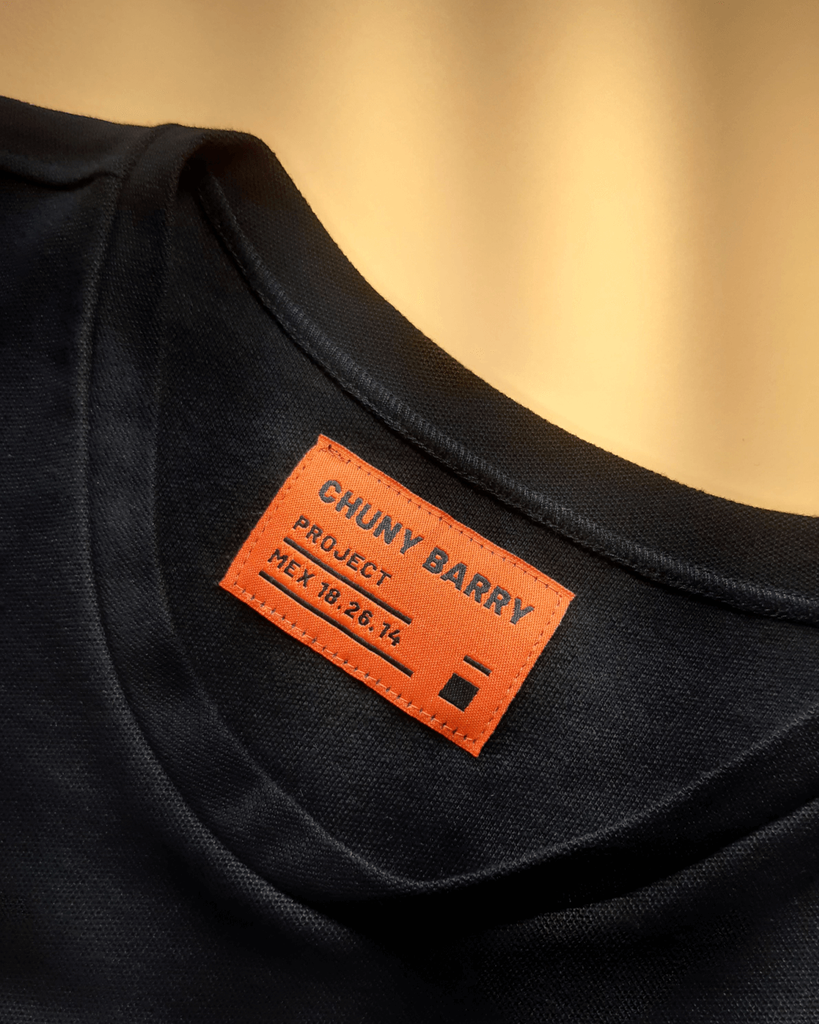 CHUNY BARRY
PROJECT
MEX 18.26.14